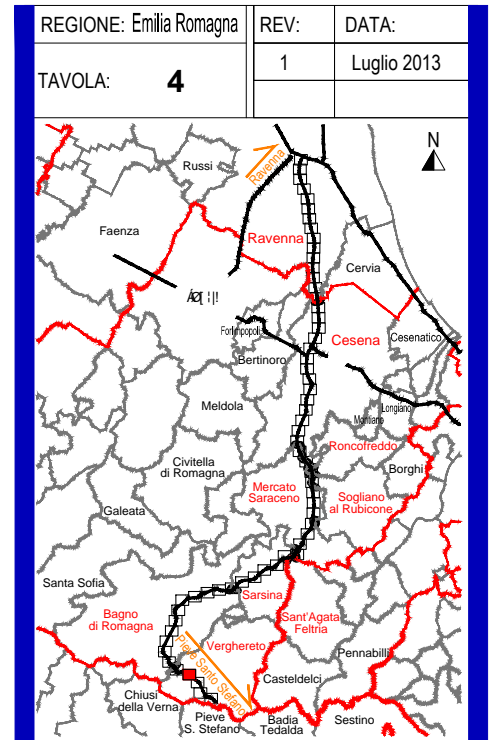 REGIONE: Emilia Romagna
REV:
DATA:
TAVOLA:
4
1
Luglio 2013
N
Russi
Ravenna
Faenza
Ravenna
Cervia
Forlimpopoli
Cesena
Cesenatico
Bertinoro
Meldola
Longiano
Montiano
Roncofreddo
Civitella
di Romagna
Borghi
Mercato
Saraceno
Sogliano
al Rubicone
Galeata
Santa Sofia
Sarsina
Bagno
di Romagna
Sant'Agata
Feltria
Verghereto
Pieve Santo Stefano
Pennabilli
Casteldelci
Chiusi
della Verna
Pieve
S. Stefano
Badia
Tedalda
Sestino